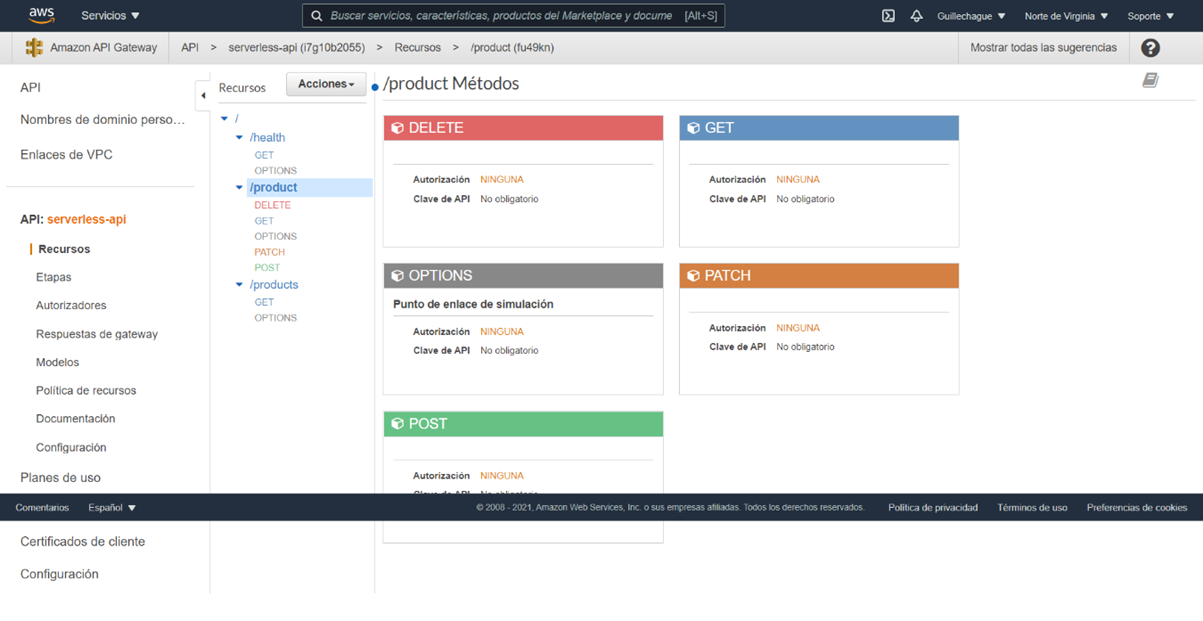 aws
Servicios
Buscar servicios, características, productos del Marketplace y docume [Alt+S]
Guillechague
Norte de Virginia
Soporte
Amazon API Gateway
API > serverless-api (i7g10b2055) > Recursos > /product (fu49kn)
Mostrar todas las sugerencias
?
API
Nombres de dominio perso...
Enlaces de VPC
API: serverless-api
Recursos
Etapas
Autorizadores
Respuestas de gateway
Modelos
Política de recursos
Documentación
Configuración
Planes de uso
Certificados de cliente
Configuración
Recursos
Acciones
/
/health
GET
OPTIONS
/product
DELETE
GET
OPTIONS
PATCH
POST
/products
GET
OPTIONS
/product Métodos
DELETE
Autorización NINGUNA
Clave de API No obligatorio
GET
Autorización NINGUNA
Clave de API No obligatorio
OPTIONS
Punto de enlace de simulación
Autorización NINGUNA
Clave de API No obligatorio
PATCH
Autorización NINGUNA
Clave de API No obligatorio
POST
Autorización NINGUNA
Clave de API No obligatorio
Comentarios
Español
© 2008 - 2021, Amazon Web Services, Inc. o sus empresas afiliadas. Todos los derechos reservados.
Política de privacidad
Términos de uso
Preferencias de cookies